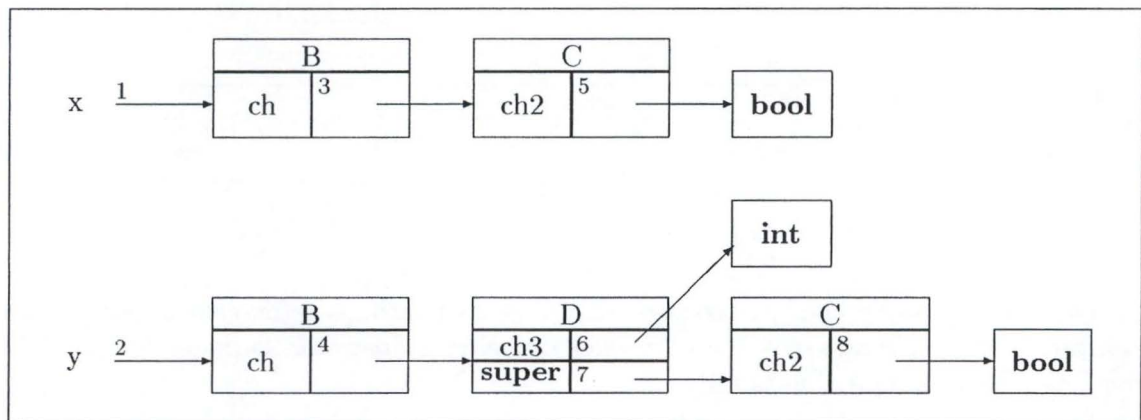 B C
x 1 ch 3 ch2 5 bool
int
B D C
y 2 ch 4 ch3 6 ch2 8 bool
super 7